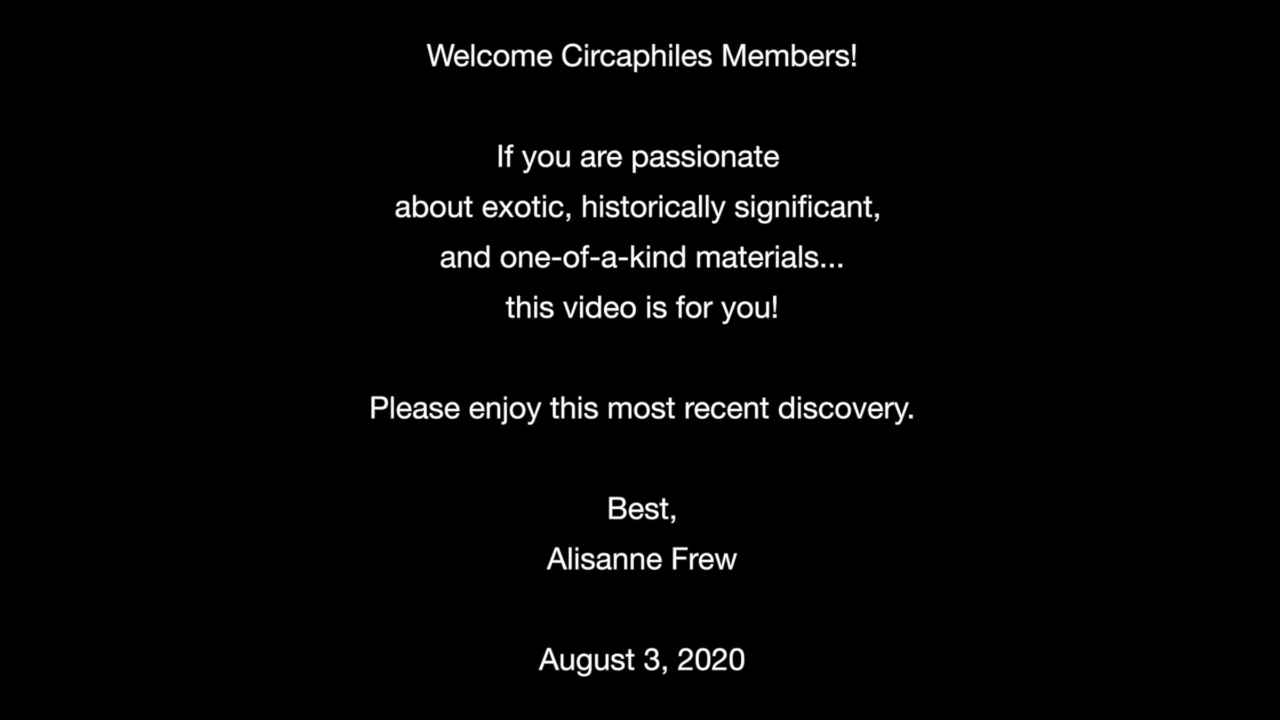 Welcome Circaphiles Members!
If you are passionate
about exotic, historically significant,
and one-of-a-kind materials...
this video is for you!
Please enjoy this most recent discovery.
Best,
Alisanne Frew
August 3, 2020